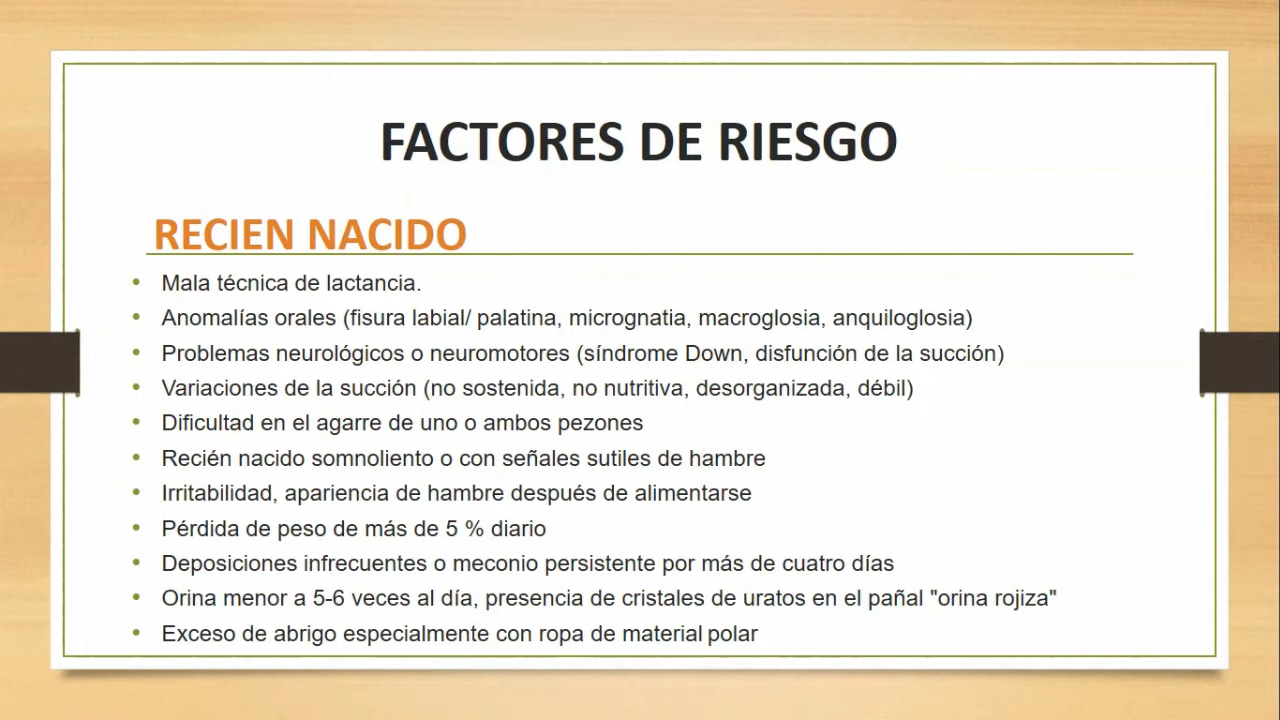 FACTORES DE RIESGO
RECIEN NACIDO
• Mala técnica de lactancia.
• Anomalías orales (fisura labial/ palatina, micrognatia, macroglosia, anquiloglosia)
• Problemas neurológicos o neuromotores (síndrome Down, disfunción de la succión)
• Variaciones de la succión (no sostenida, no nutritiva, desorganizada, débil)
• Dificultad en el agarre de uno o ambos pezones
• Recién nacido somnoliento o con señales sutiles de hambre
• Irritabilidad, apariencia de hambre después de alimentarse
• Pérdida de peso de más de 5 % diario
• Deposiciones infrecuentes o meconio persistente por más de cuatro días
• Orina menor a 5-6 veces al día, presencia de cristales de uratos en el pañal "orina rojiza"
• Exceso de abrigo especialmente con ropa de material polar